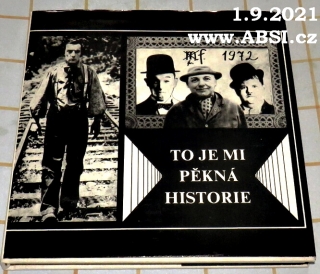 1.9.2021
www.ABSI.cz
mf 1972
TO JE MI
PĚKNÁ
HISTORIE